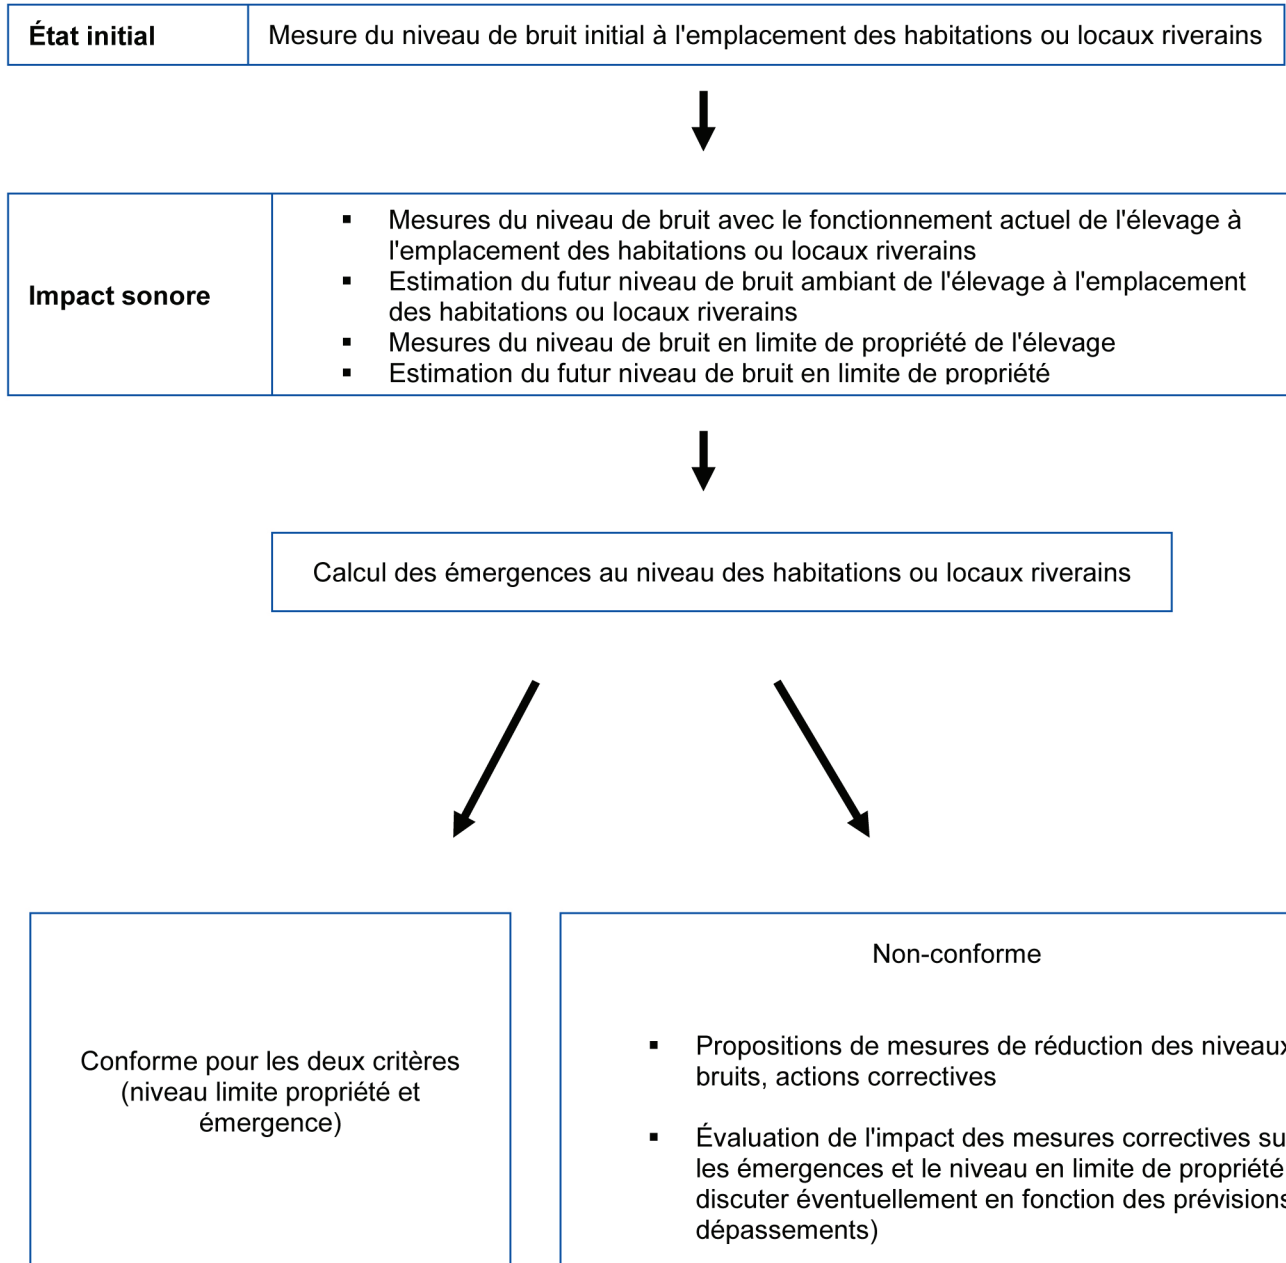 État initial
Mesure du niveau de bruit initial à l'emplacement des habitations ou locaux riverains
Impact sonore
▪ Mesures du niveau de bruit avec le fonctionnement actuel de l'élevage à
l'emplacement des habitations ou locaux riverains
▪ Estimation du futur niveau de bruit ambiant de l'élevage à l'emplacement
des habitations ou locaux riverains
▪ Mesures du niveau de bruit en limite de propriété de l'élevage
▪ Estimation du futur niveau de bruit en limite de propriété
Calcul des émergences au niveau des habitations ou locaux riverains
Conforme pour les deux critères
(niveau limite propriété et
émergence)
Non-conforme
▪ Propositions de mesures de réduction des niveaux
bruits, actions correctives
▪ Évaluation de l'impact des mesures correctives su
les émergences et le niveau en limite de propriété
discuter éventuellement en fonction des prévisions
dépassements)